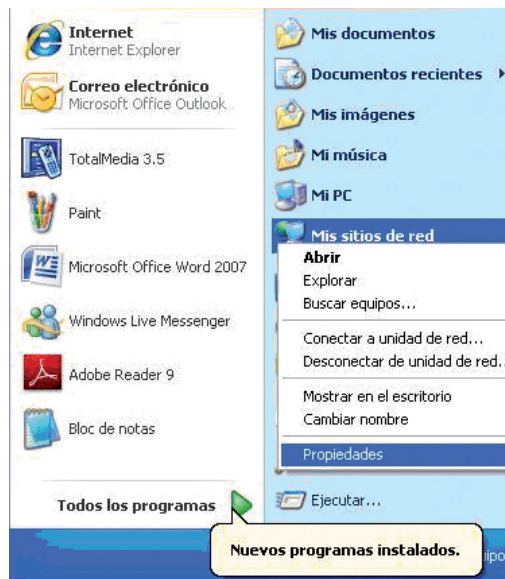 Internet
Internet Explorer
Correo electrónico
Microsoft Office Outlook
TotalMedia 3.5
Paint
Microsoft Office Word 2007
Windows Live Messenger
Adobe Reader 9
Bloc de notas
Todos los programas
Mis documentos
Documentos recientes
Mis imágenes
Mi música
Mi PC
Mis sitios de red
Abrir
Explorar
Buscar equipos...
Conectar a unidad de red...
Desconectar de unidad de red...
Mostrar en el escritorio
Cambiar nombre
Propiedades
Ejecutar...
Nuevos programas instalados.